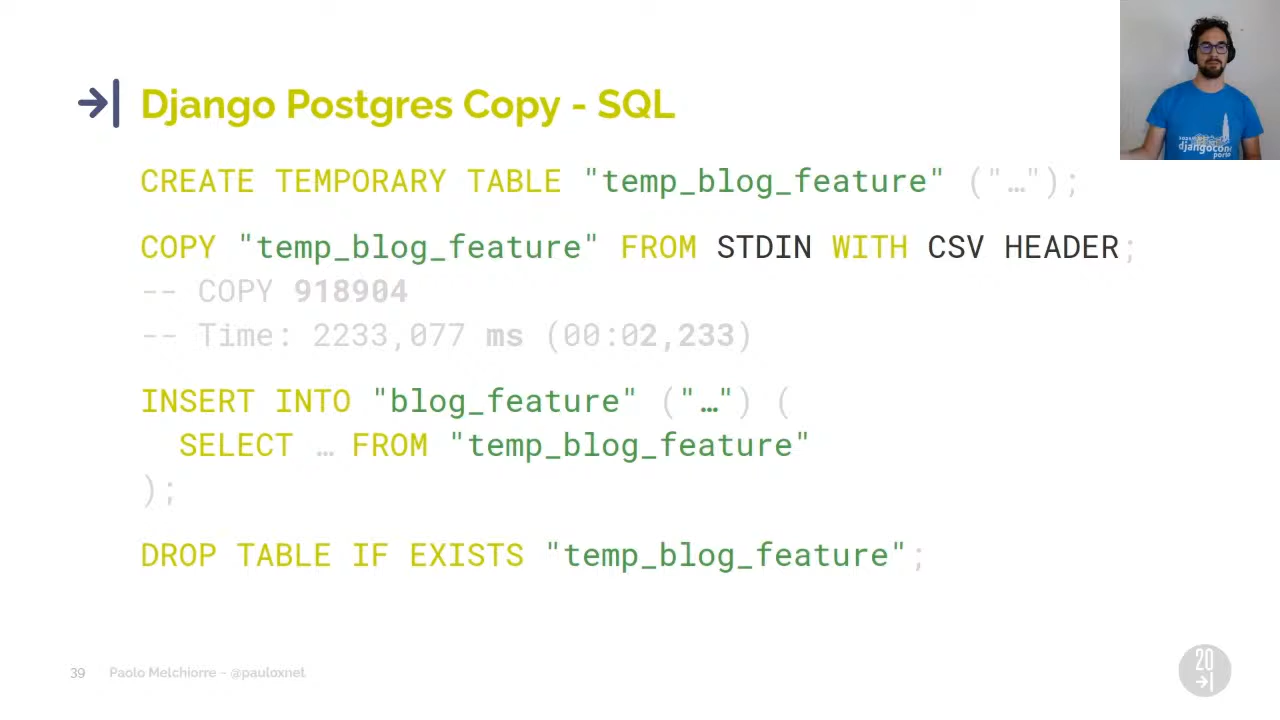 Django Postgres Copy - SQL
CREATE TEMPORARY TABLE "temp_blog_feature" ("…");
COPY "temp_blog_feature" FROM STDIN WITH CSV HEADER;
-- COPY 918904
-- Time: 2233,077 ms (00:02,233)
INSERT INTO "blog_feature" ("…") (
SELECT … FROM "temp_blog_feature"
);
DROP TABLE IF EXISTS "temp_blog_feature";
39 Paolo Melchiorre - @pauloxnet
20
djangocon